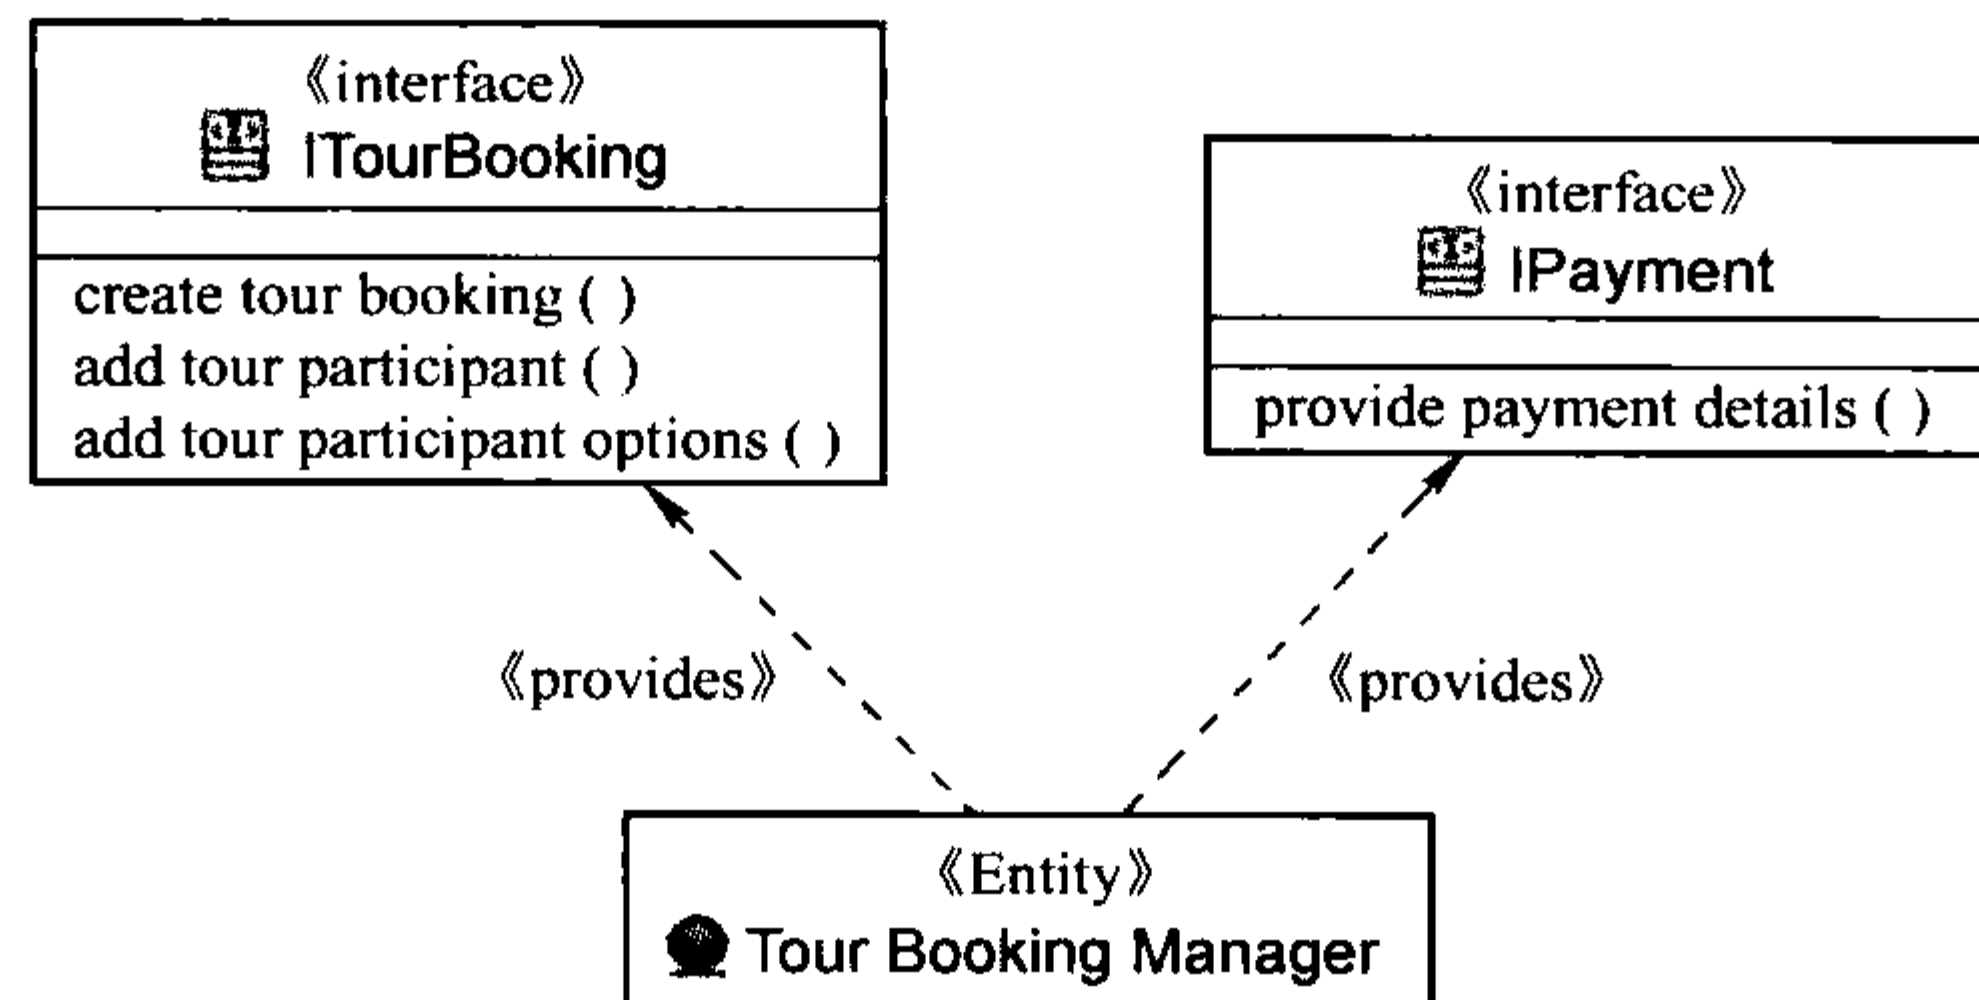 《interface》
ITourBooking
create tour booking ( )
add tour participant ( )
add tour participant options ( )
《interface》
IPayment
provide payment details ( )
《provides》
《provides》
《Entity》
Tour Booking Manager